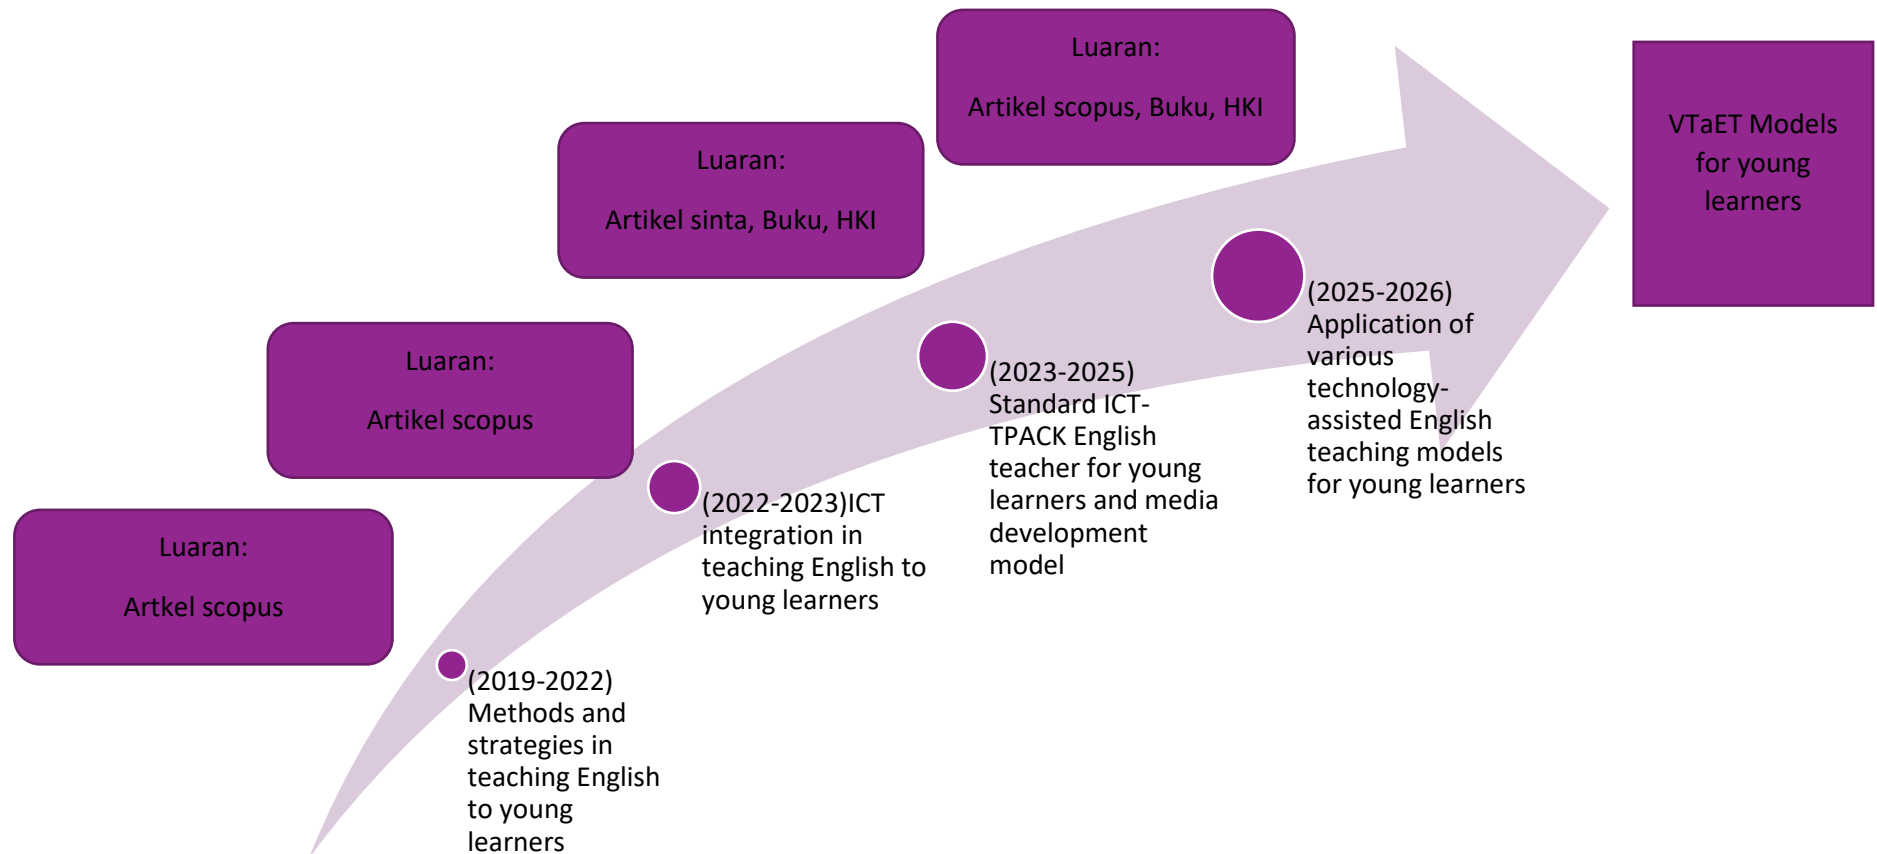 Luaran:
Artikel scopus, Buku, HKI
VTaET Models
for young
learners
Luaran:
Artikel sinta, Buku, HKI
(2025-2026)
Application of
various
technology-
assisted English
teaching models
for young learners
Luaran:
Artikel scopus
(2023-2025)
Standard ICT-
TPACK English
teacher for young
learners and media
development
model
(2022-2023)ICT
integration in
teaching English to
young learners
Luaran:
Artkel scopus
(2019-2022)
Methods and
strategies in
teaching English
to young
learners